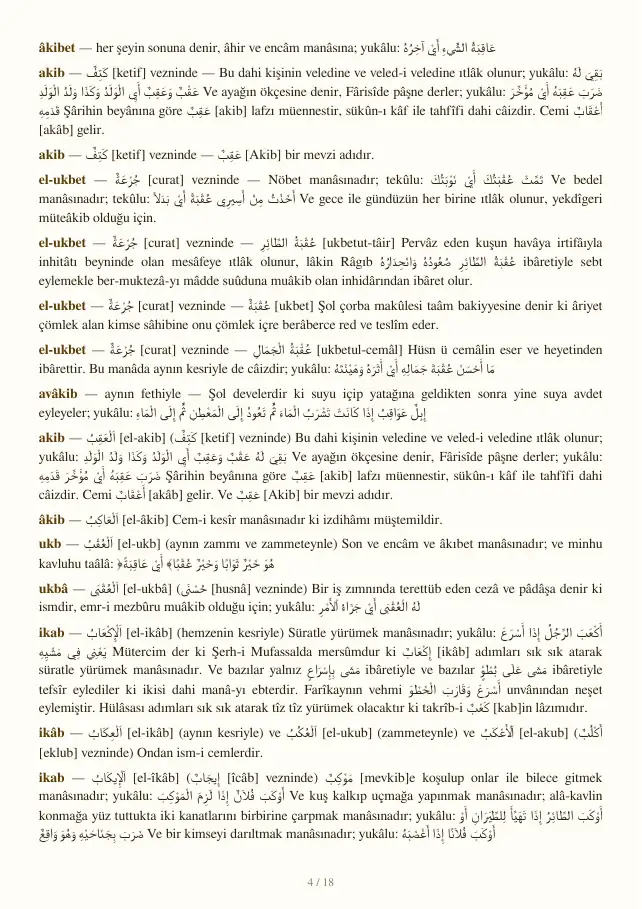 âkibet — her şeyin sonuna denir, âhir ve encâm manâsına; yukâlu: عَاقِبَةُ الشَّيءِ أَيْ آخِرُهُ
akib — كَتِفٌ [ketif] vezninde — Bu dahi kişinin veledine ve veled-i veledine ıtlâk olunur; yukâlu: بَقِيَ لَهُ
عَقْبٌ وَعَقِبٌ أَيِ الْوَلَدُ وَكَذَا وَلَدُ الْوَلَدِ Ve ayağın ökçesine denir, Fârisîde pâşne derler; yukâlu: ضَرَبَ عَقِبَهُ أَيْ مُؤَخَّرَ
قَدَمِهِ Şârihin beyânına göre عَقِبٌ [akib] lafzı müennestir, sükûn-ı kâf ile tahfîfi dahi câizdir. Cemi أَعْقَابٌ
[akâb] gelir.
akib — كَتِفٌ [ketif] vezninde — عَقِبٌ [Akib] bir mevzi adıdır.
el-ukbet — جُرْعَةٌ [curat] vezninde — Nöbet manâsınadır; tekûlu: تَمَّتْ عُقْبَتُكَ أَيْ نَوْبَتُكَ Ve bedel
manâsınadır; tekûlu: أَخَذْتُ مِنْ أَسِيرِي عُقْبَةً أَيْ بَدَلاً Ve gece ile gündüzün her birine ıtlâk olunur, yekdîgeri
müteâkib olduğu için.
el-ukbet — جُرْعَةٌ [curat] vezninde — عُقْبَةُ الطَّائِرِ [ukbetut-tâir] Pervâz eden kuşun havâya irtifâıyla
inhitâtı beyninde olan mesâfeye ıtlâk olunur, lâkin Râgıb عُقْبَةُ الطَّائِرِ صُعُودُهُ وَانْحِدَارُهُ ibâretiyle sebt
eylemekle ber-muktezâ-yı mâdde suûduna muâkib olan inhidârından ibâret olur.
el-ukbet — جُرْعَةٌ [curat] vezninde — عُقْبَةٌ [ukbet] Şol çorba makûlesi taâm bakiyyesine denir ki âriyet
çömlek alan kimse sâhibine onu çömlek içre berâberce red ve teslîm eder.
el-ukbet — جُرْعَةٌ [curat] vezninde — عُقْبَةُ الْجَمَالِ [ukbetul-cemâl] Hüsn ü cemâlin eser ve heyetinden
ibârettir. Bu manâda aynın kesriyle de câizdir; yukâlu: مَا أَحْسَنَ عُقْبَةَ جَمَالِهِ أَيْ أَثَرَهُ وَهَيْئَتَهُ
avâkib — aynın fethiyle — Şol develerdir ki suyu içip yatağına geldikten sonra yine suya avdet
eyleyeler; yukâlu: إِبِلٌ عَوَاقِبُ إِذَا كَانَتْ تَشْرَبُ الْمَاءَ ثُمَّ تَعُودُ إِلَى الْمَعْطِنِ ثُمَّ إِلَى الْمَاءِ
akib — اَلْعَقِبُ [el-akib] (كَتِفٌ [ketif] vezninde) Bu dahi kişinin veledine ve veled-i veledine ıtlâk olunur;
yukâlu: بَقِيَ لَهُ عَقْبٌ وَعَقِبٌ أَيِ الْوَلَدُ وَكَذَا وَلَدُ الْوَلَدِ Ve ayağın ökçesine denir, Fârisîde pâşne derler; yukâlu:
ضَرَبَ عَقِبَهُ أَيْ مُؤَخَّرَ قَدَمِهِ Şârihin beyânına göre عَقِبٌ [akib] lafzı müennestir, sükûn-ı kâf ile tahfîfi dahi
câizdir. Cemi أَعْقَابٌ [akâb] gelir. Ve عَقِبٌ [Akib] bir mevzi adıdır.
âkib — اَلْعَاكِبُ [el-âkib] Cem-i kesîr manâsınadır ki izdihâmı müştemildir.
ukb — اَلْعُقْبُ [el-ukb] (aynın zammı ve zammeteynle) Son ve encâm ve âkıbet manâsınadır; ve minhu
kavluhu taâlâ: ﴿هُوَ خَيْرٌ ثَوَابًا وَخَيْرٌ عُقْبًا﴾ أَيْ عَاقِبَةً
ukbâ — اَلْعُقْبَى [el-ukbâ] (حُسْنَى [husnâ] vezninde) Bir iş zımnında terettüb eden cezâ ve pâdâşa denir ki
ismdir, emr-i mezbûru muâkib olduğu için; yukâlu: لَهُ الْعُقْبَى أَيْ جَزَاءُ الْأَمْرِ
ikab — اَلْإِكْعَابُ [el-ikâb] (hemzenin kesriyle) Süratle yürümek manâsınadır; yukâlu: أَكْعَبَ الرَّجُلُ إِذَا أَسْرَعَ
يَعْنِي فِي مَشْيِهِ Mütercim der ki Şerh-i Mufassalda mersûmdur ki إِكْعَابٌ [ikâb] adımları sık sık atarak
süratle yürümek manâsınadır. Ve bazılar yalnız مَشَى بِإِسْرَاعٍ ibâretiyle ve bazılar مَشَى عَلَى بُطْؤٍ ibâretiyle
tefsîr eylediler ki ikisi dahi manâ-yı ebterdir. Farîkaynın vehmi أَسْرَعَ وَقَارَبَ الْخَطْوَ unvânından neşet
eylemiştir. Hülâsası adımları sık sık atarak tîz tîz yürümek olacaktır ki takrîb-i كَعْبٌ [kab]in lâzımıdır.
ikâb — اَلْعِكَابُ [el-ikâb] (aynın kesriyle) ve اَلْعُكُبُ [el-ukub] (zammeteynle) ve اَلْأَعْكَبُ [el-akub] (أَكْلُبٌ
[eklub] vezninde) Ondan ism-i cemlerdir.
ikab — اَلْإِيكَابُ [el-îkâb] (إِيجَابٌ [îcâb] vezninde) مَوْكِبٌ [mevkib]e koşulup onlar ile bilece gitmek
manâsınadır; yukâlu: أَوْكَبَ فُلَانٌ إِذَا لَزِمَ الْمَوْكِبَ Ve kuş kalkıp uçmağa yapınmak manâsınadır; alâ-kavlin
konmağa yüz tuttukta iki kanatlarını birbirine çarpmak manâsınadır; yukâlu: أَوْكَبَ الطَّائِرُ إِذَا تَهَيَّأَ لِلطَّيَرَانِ أَوْ
ضَرَبَ بِجَنَاحَيْهِ وَهُوَ وَاقِعٌ Ve bir kimseyi darıltmak manâsınadır; yukâlu: أَوْكَبَ فُلَانًا إِذَا أَغْضَبَهُ
4 / 18